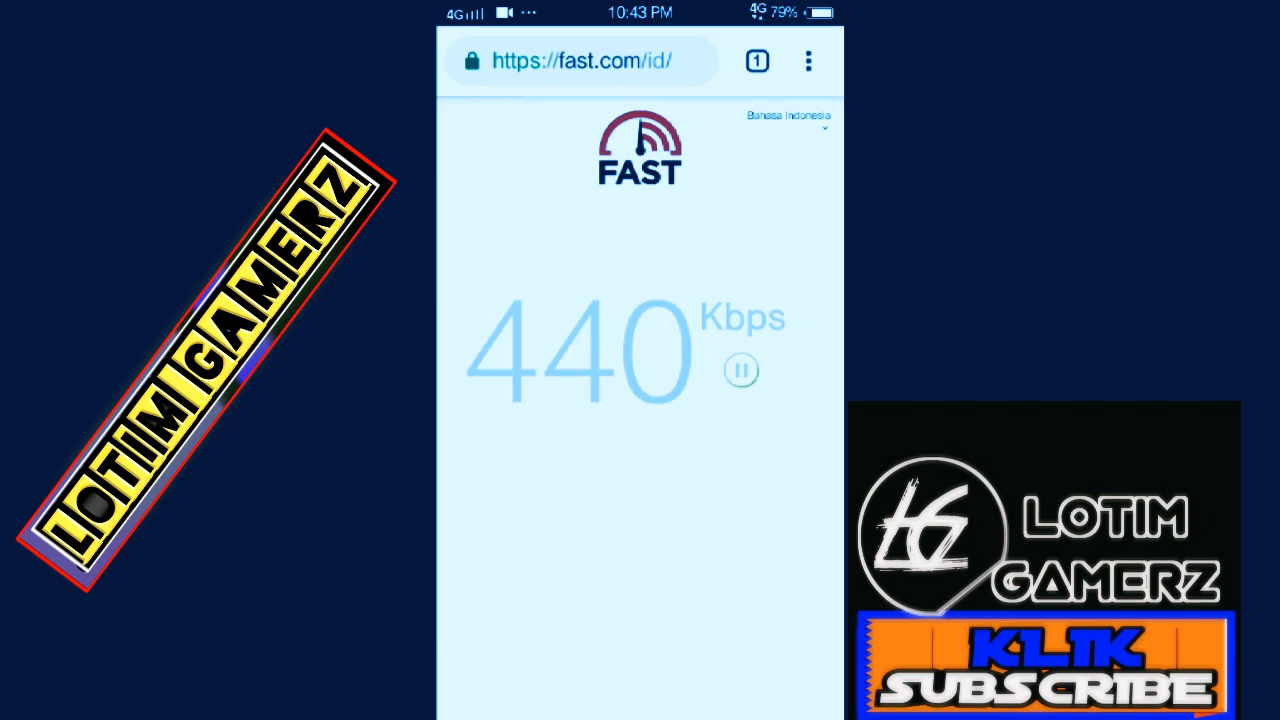 4G 10:43 PM 4G 79%
https://fast.com/id/ 1
Bahasa Indonesia
FAST
440 Kbps
LOTIM GAMERZ
LGZ
LOTIM
GAMERZ
KLIK
SUBSCRIBE